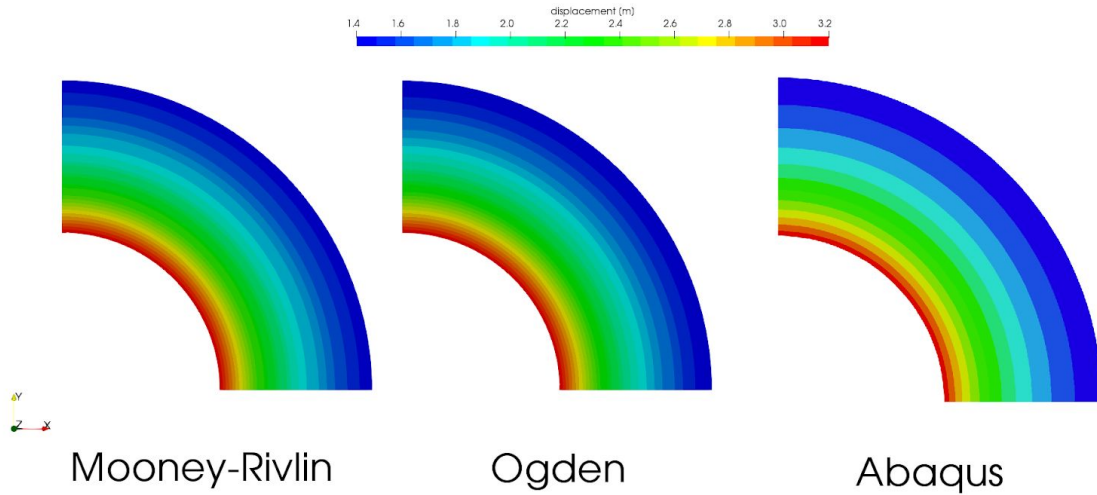 displacement [m]
1.4 1.6 1.8 2.0 2.2 2.4 2.6 2.8 3.0 3.2
Y
Z X
Mooney-Rivlin Ogden Abaqus